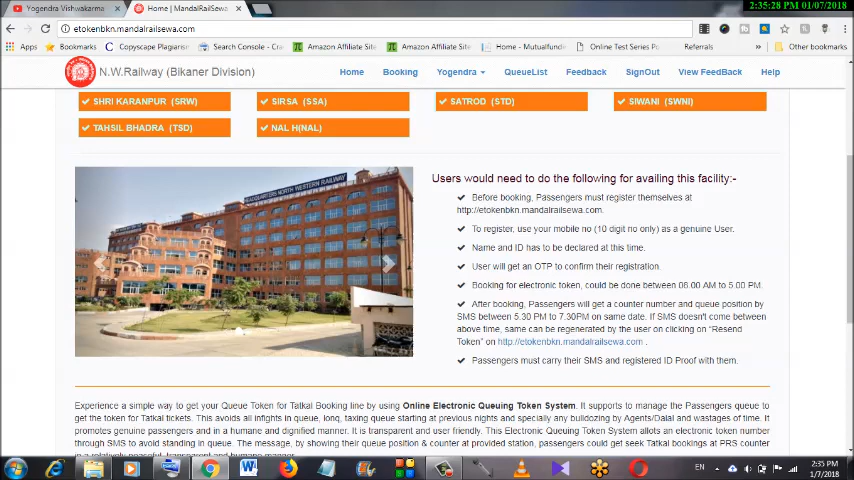 2:35:28 PM 01/07/2018
Yogendra Vishwakarma
Home | MandalRailSewa.com
etokenbkn.mandalrailsewa.com
Apps Bookmarks Copyscape Plagiarism Search Console - Amazon Affiliate Site Amazon Affiliate Site Home - Mutualfund Online Test Series Referrals Other bookmarks
N.W.Railway (Bikaner Division)
Home Booking Yogendra QueueList Feedback SignOut View FeedBack Help
SHRI KARANPUR (SRW) SIRSA (SSA) SATROD (STD) SIWANI (SWNI)
TAHSIL BHADRA (TSD) NAL H(NAL)
HEADQUARTERS NORTH WESTERN RAILWAY
Users would need to do the following for availing this facility:-
Before booking, Passengers must register themselves at
http://etokenbkn.mandalrailsewa.com.
To register, use your mobile no (10 digit no only) as a genuine User.
Name and ID has to be declared at this time.
User will get an OTP to confirm their registration.
Booking for electronic token, could be done between 06.00 AM to 5.00 PM.
After booking, Passengers will get a counter number and queue position by
SMS between 5.30 PM to 7.30PM on same date. If SMS doesn't come between
above time, same can be regenerated by the user on clicking on “Resend
Token” on http://etokenbkn.mandalrailsewa.com .
Passengers must carry their SMS and registered ID Proof with them.
Experience a simple way to get your Queue Token for Tatkal Booking line by using Online Electronic Queuing Token System. It supports to manage the Passengers queue to
get the token for Tatkal tickets. This avoids all infights in queue, long, taxing queue starting at previous nights and specially any bulldozing by Agents/Dalal and wastages of time. It
promotes genuine passengers and in a humane and dignified manner. It is transparent and user friendly. This Electronic Queuing Token System allots an electronic token number
through SMS to avoid standing in queue. The message, by showing their queue position & counter at provided station, passengers could get seek Tatkal bookings at PRS counter
in a relatively peaceful, transparent and humane manner.
EN
2:35 PM
1/7/2018